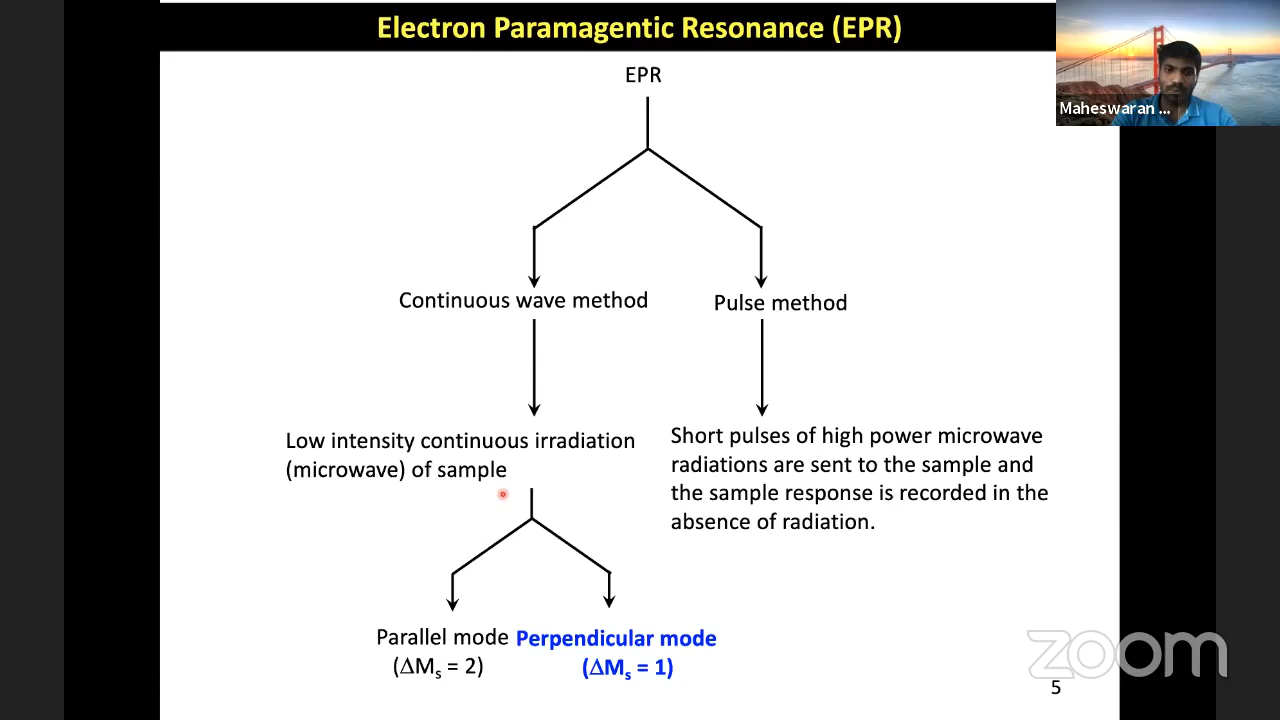 Electron Paramagentic Resonance (EPR)
EPR
Maheswaran ...
Continuous wave method
Pulse method
Low intensity continuous irradiation
(microwave) of sample
Short pulses of high power microwave
radiations are sent to the sample and
the sample response is recorded in the
absence of radiation.
Parallel mode
(ΔMs = 2)
Perpendicular mode
(ΔMs = 1)
zoom
5